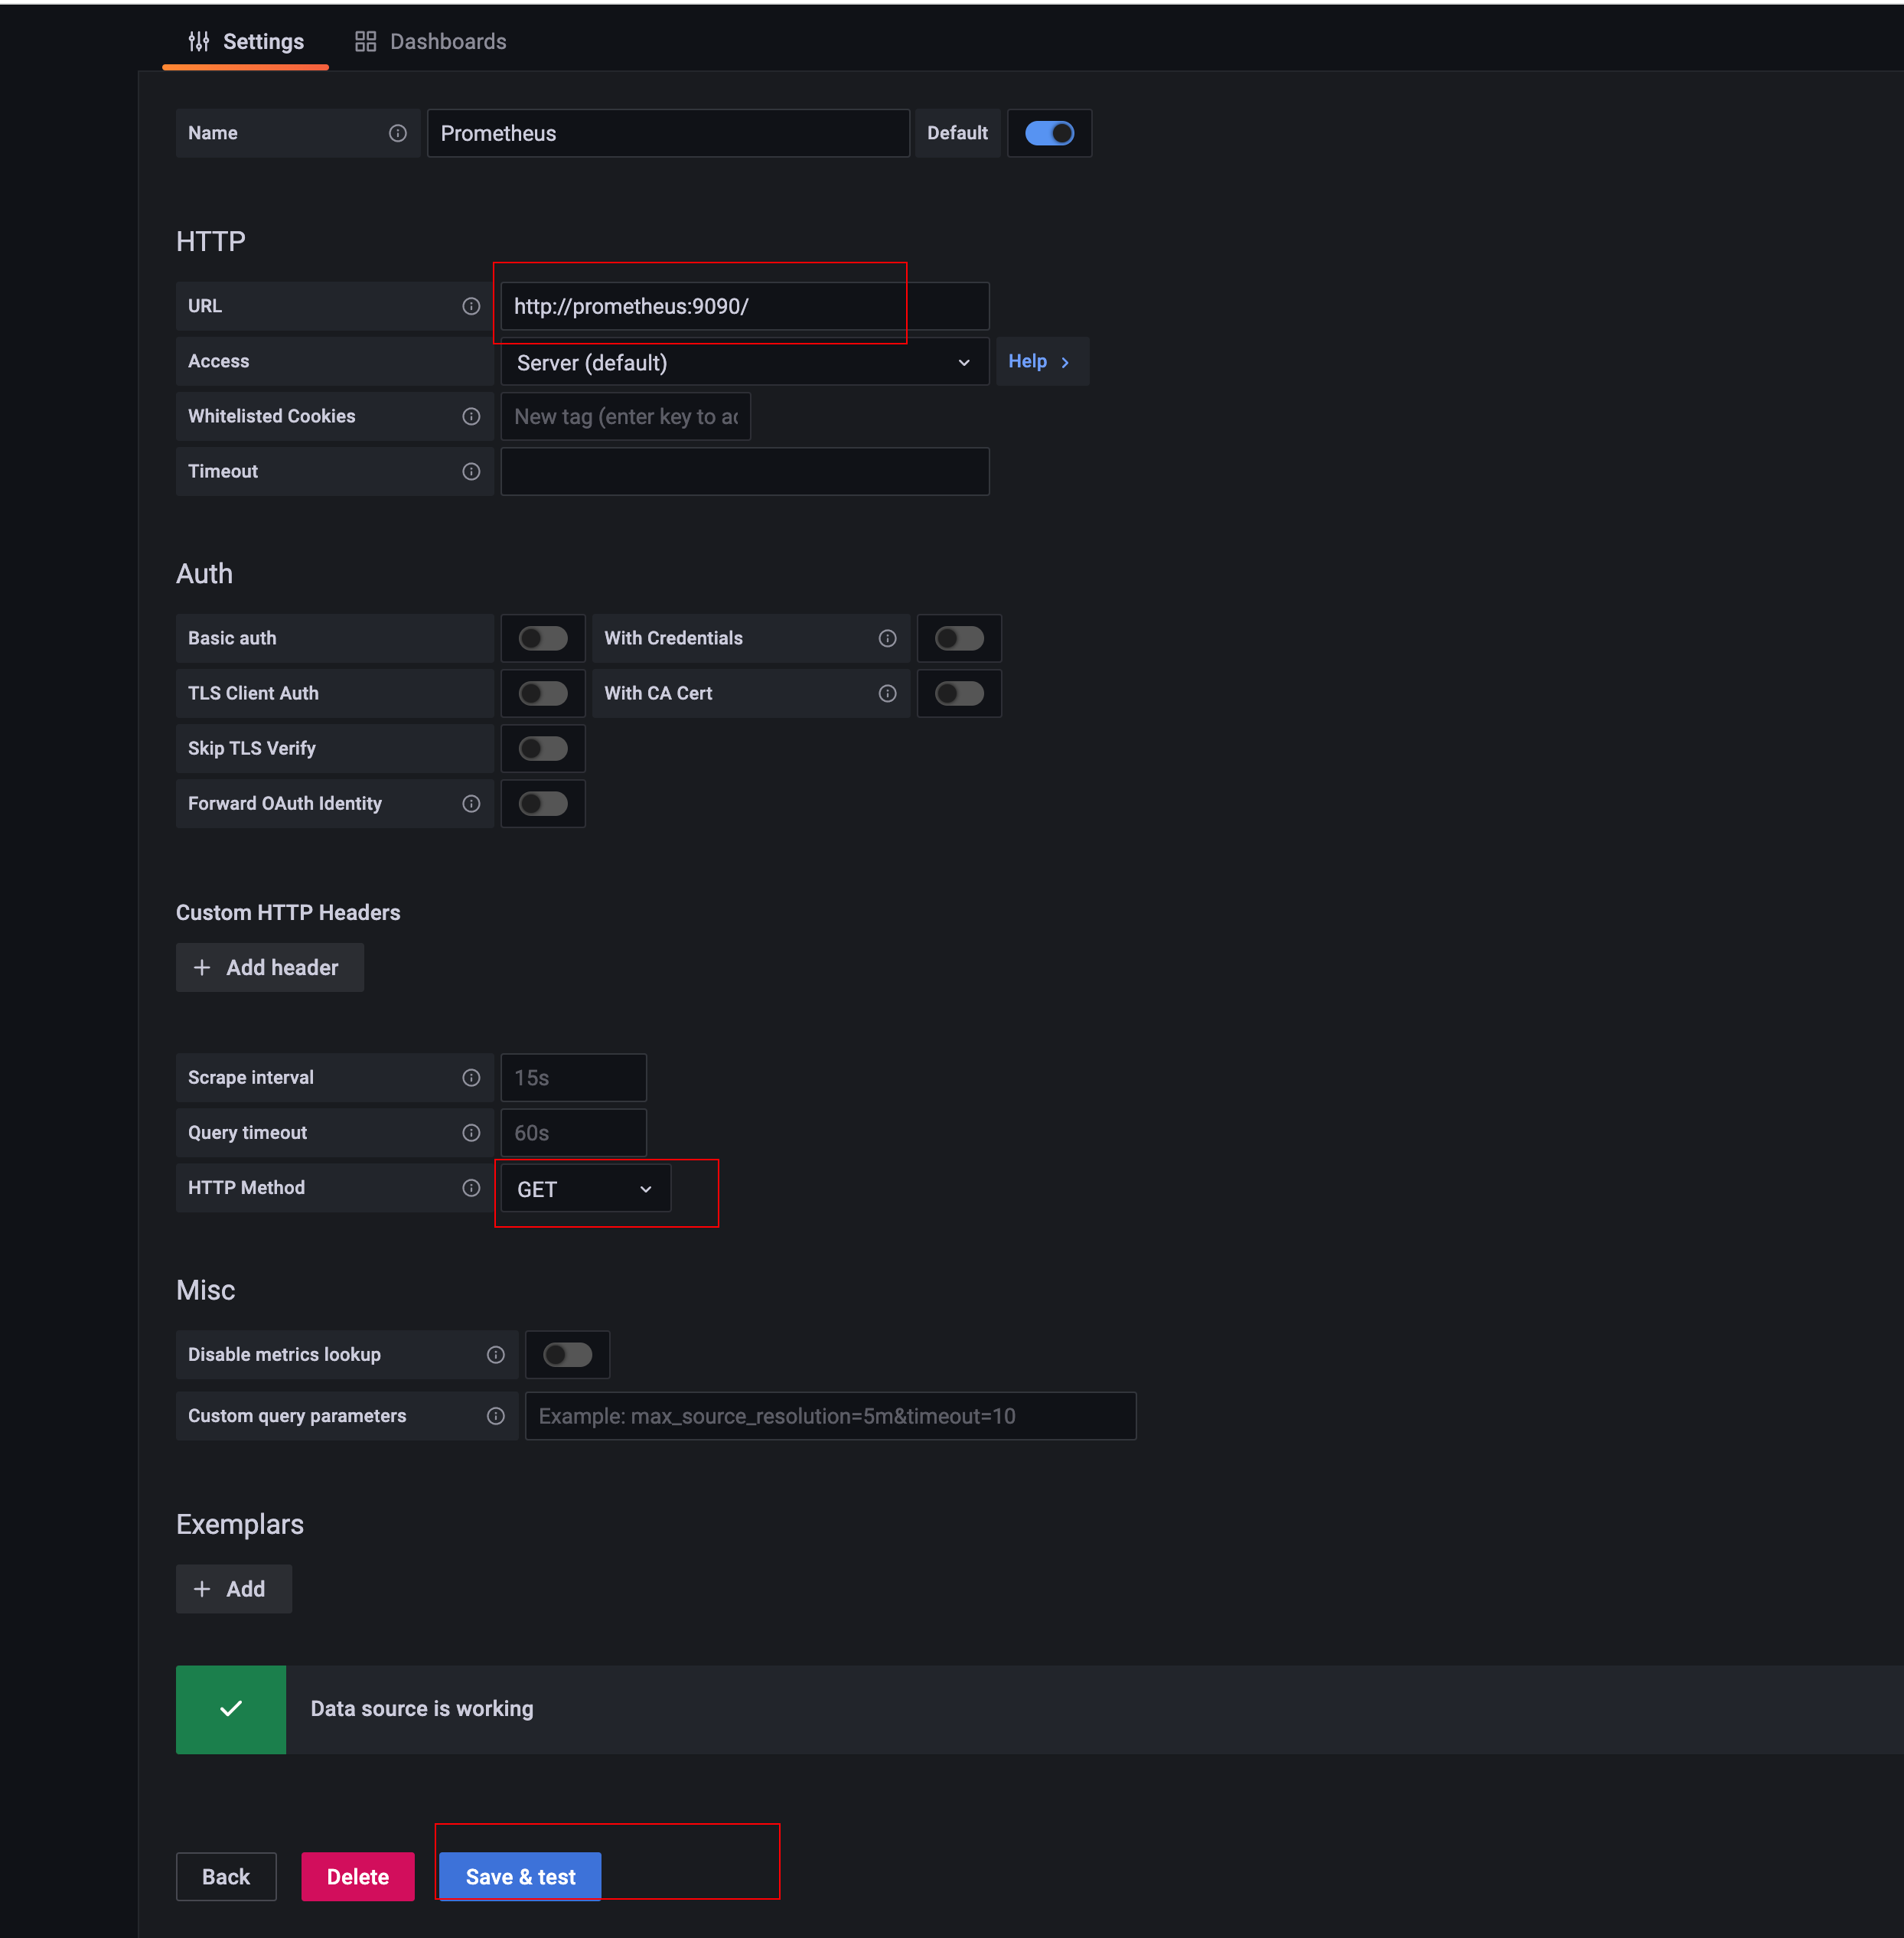 Settings Dashboards
Name Prometheus Default
HTTP
URL http://prometheus:9090/
Access Server (default) Help
Whitelisted Cookies New tag (enter key to ac
Timeout
Auth
Basic auth With Credentials
TLS Client Auth With CA Cert
Skip TLS Verify
Forward OAuth Identity
Custom HTTP Headers
+ Add header
Scrape interval 15s
Query timeout 60s
HTTP Method GET
Misc
Disable metrics lookup
Custom query parameters Example: max_source_resolution=5m&timeout=10
Exemplars
+ Add
Data source is working
Back Delete Save & test